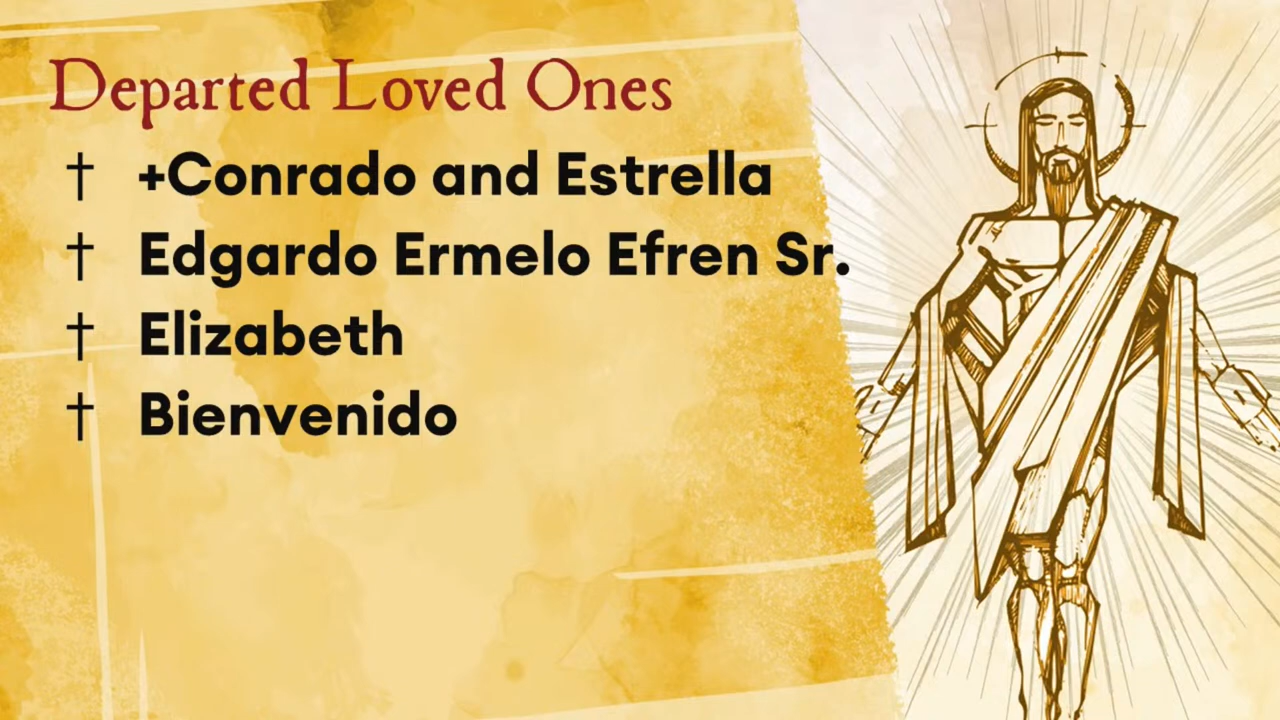 Departed Loved Ones
† +Conrado and Estrella
† Edgardo Ermelo Efren Sr.
† Elizabeth
† Bienvenido